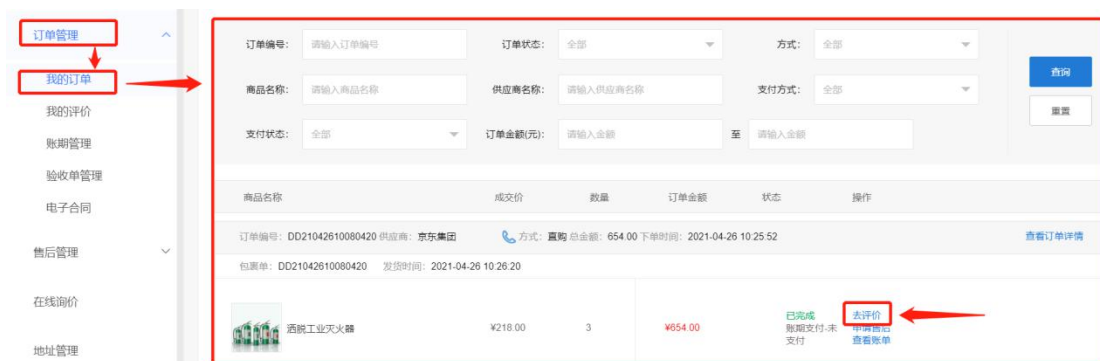 订单管理
我的订单
我的评价
账期管理
验收单管理
电子合同
售后管理
在线询价
地址管理
订单编号： 请输入订单编号 订单状态： 全部 方式： 全部
查询
商品名称： 请输入商品名称 供应商名称： 请输入供应商名称 支付方式： 全部
重置
支付状态： 全部 订单金额(元)： 请输入金额 至 请输入金额
商品名称 成交价 数量 订单金额 状态 操作
订单编号：DD21042610080420 供应商：京东集团 方式：直购 总金额：654.00 下单时间：2021-04-26 10:25:52 查看订单详情
包裹单：DD21042610080420 发货时间：2021-04-26 10:26:20
洒脱工业灭火器 ¥218.00 3 ¥654.00
已完成 去评价
账期支付-未 申请售后
支付 查看账单